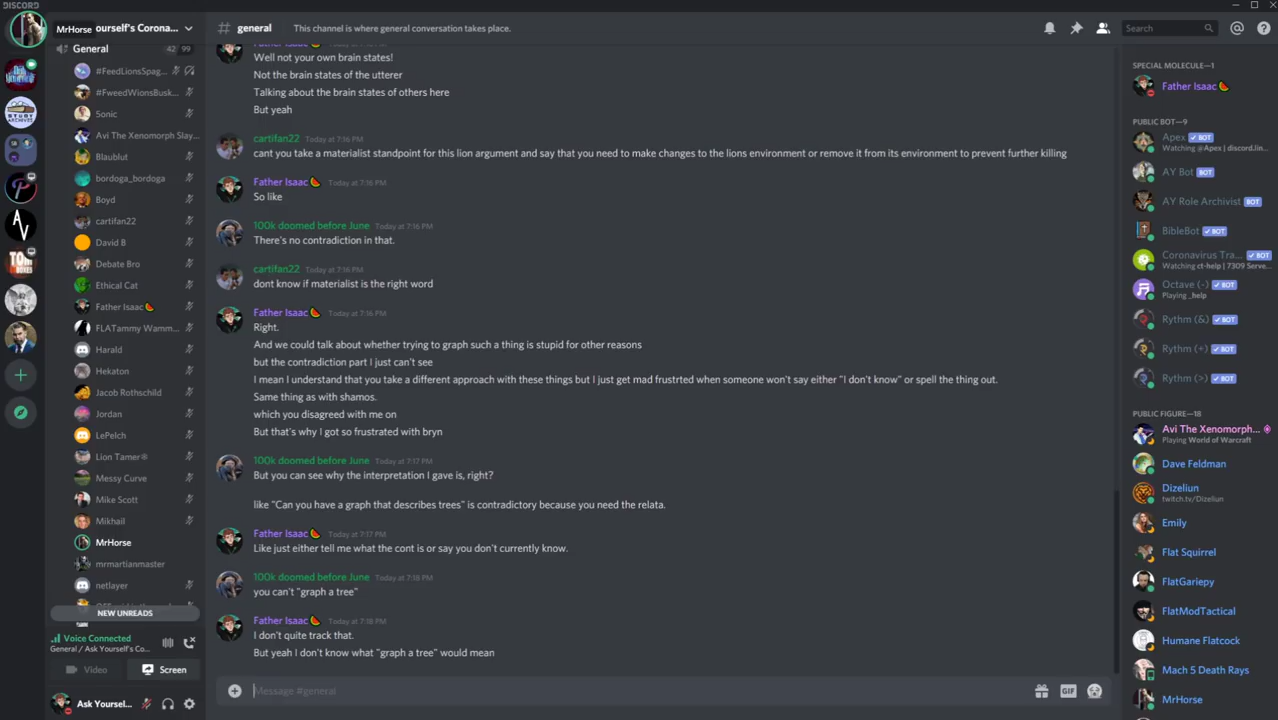 DISCORD
MrHorse
ourself's Corona...
# general
This channel is where general conversation takes place.
Search
General
42 99
#FeedLionsSpag...
#FweedWionsBusk...
Sonic
Avi The Xenomorph Slay...
Blaublut
bordoga_bordoga
Boyd
cartifan22
David B
Debate Bro
Ethical Cat
Father Isaac
FLATammy Wamm...
Harald
Hekaton
Jacob Rothschild
Jordan
LePelch
Lion Tamer
Messy Curve
Mike Scott
Mikhail
MrHorse
mrmartianmaster
netlayer
NEW UNREADS
Voice Connected
General / Ask Yourself's Co...
Video
Screen
Ask Yoursel...
Well not your own brain states!
Not the brain states of the utterer
Talking about the brain states of others here
But yeah
cartifan22 Today at 7:16 PM
cant you take a materialist standpoint for this lion argument and say that you need to make changes to the lions environment or remove it from its environment to prevent further killing
Father Isaac🍉 Today at 7:16 PM
So like
100k doomed before June Today at 7:16 PM
There's no contradiction in that.
cartifan22 Today at 7:16 PM
dont know if materialist is the right word
Father Isaac🍉 Today at 7:16 PM
Right.
And we could talk about whether trying to graph such a thing is stupid for other reasons
but the contradiction part I just can't see
I mean I understand that you take a different approach with these things but I just get mad frustrted when someone won't say either "I don't know" or spell the thing out.
Same thing as with shamos.
which you disagreed with me on
But that's why I got so frustrated with bryn
100k doomed before June Today at 7:17 PM
But you can see why the interpretation I gave is, right?
like "Can you have a graph that describes trees" is contradictory because you need the relata.
Father Isaac🍉 Today at 7:17 PM
Like just either tell me what the cont is or say you don't currently know.
100k doomed before June Today at 7:18 PM
you can't "graph a tree"
Father Isaac🍉 Today at 7:18 PM
I don't quite track that.
But yeah I don't know what "graph a tree" would mean
Message #general
GIF
SPECIAL MOLECULE—1
Father Isaac🍉
PUBLIC BOT—9
Apex BOT
Watching @Apex | discord.lin...
AY Bot BOT
AY Role Archivist BOT
BibleBot BOT
Coronavirus Tra... BOT
Watching ct-help | 7309 Serve...
Octave (-) BOT
Playing _help
Rythm (&) BOT
Rythm (+) BOT
Rythm (>) BOT
PUBLIC FIGURE—18
Avi The Xenomorph...
Playing World of Warcraft
Dave Feldman
Dizeliun
twitch.tv/Dizeliun
Emily
Flat Squirrel
FlatGariepy
FlatModTactical
Humane Flatcock
Mach 5 Death Rays
MrHorse